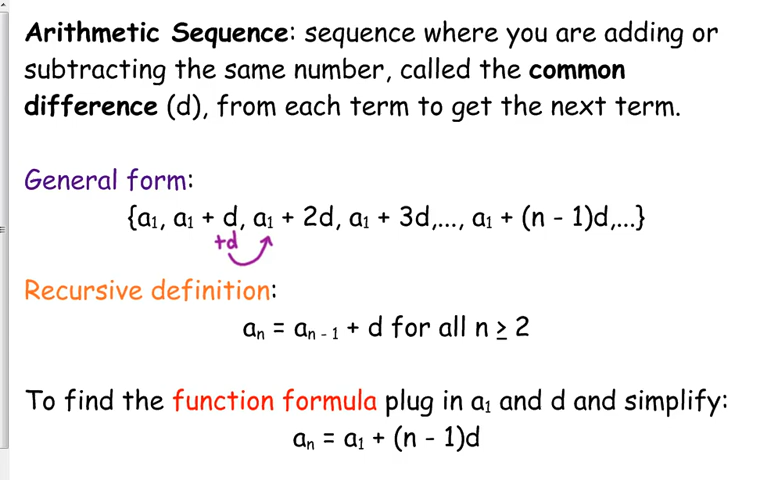 Arithmetic Sequence: sequence where you are adding or
subtracting the same number, called the common
difference (d), from each term to get the next term.
General form:
{a₁, a₁ + d, a₁ + 2d, a₁ + 3d,..., a₁ + (n - 1)d,...}
+d
Recursive definition:
aₙ = aₙ₋₁ + d for all n ≥ 2
To find the function formula plug in a₁ and d and simplify:
aₙ = a₁ + (n - 1)d